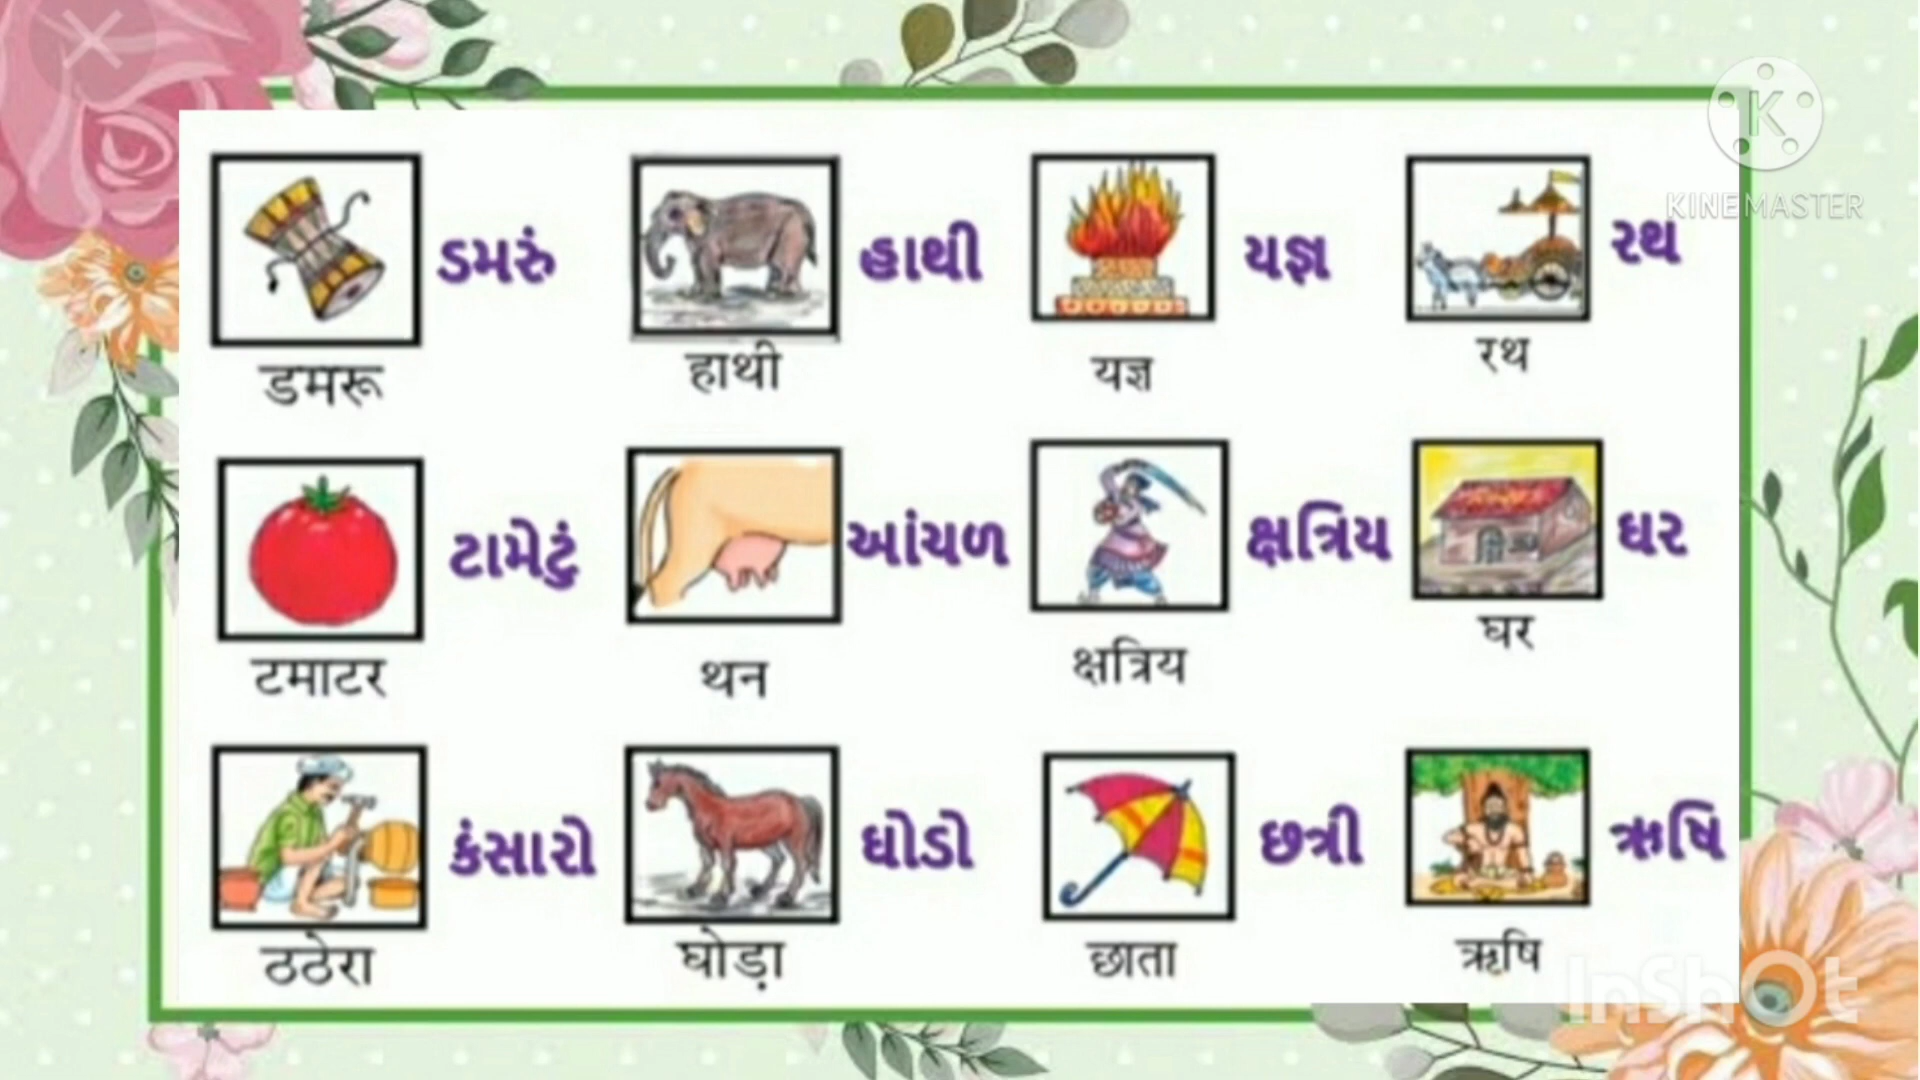 ડમરું
હાથી
યજ્ઞ
રથ
डमरू
हाथी
यज्ञ
रथ
ટામેટું
આંચળ
ક્ષત્રિય
ઘર
टमाटर
थन
क्षत्रिय
घर
કંસારો
ઘોડો
છત્રી
ઋષિ
ठठेरा
घोड़ा
छाता
ऋषि
K
KINEMASTER
InShOt